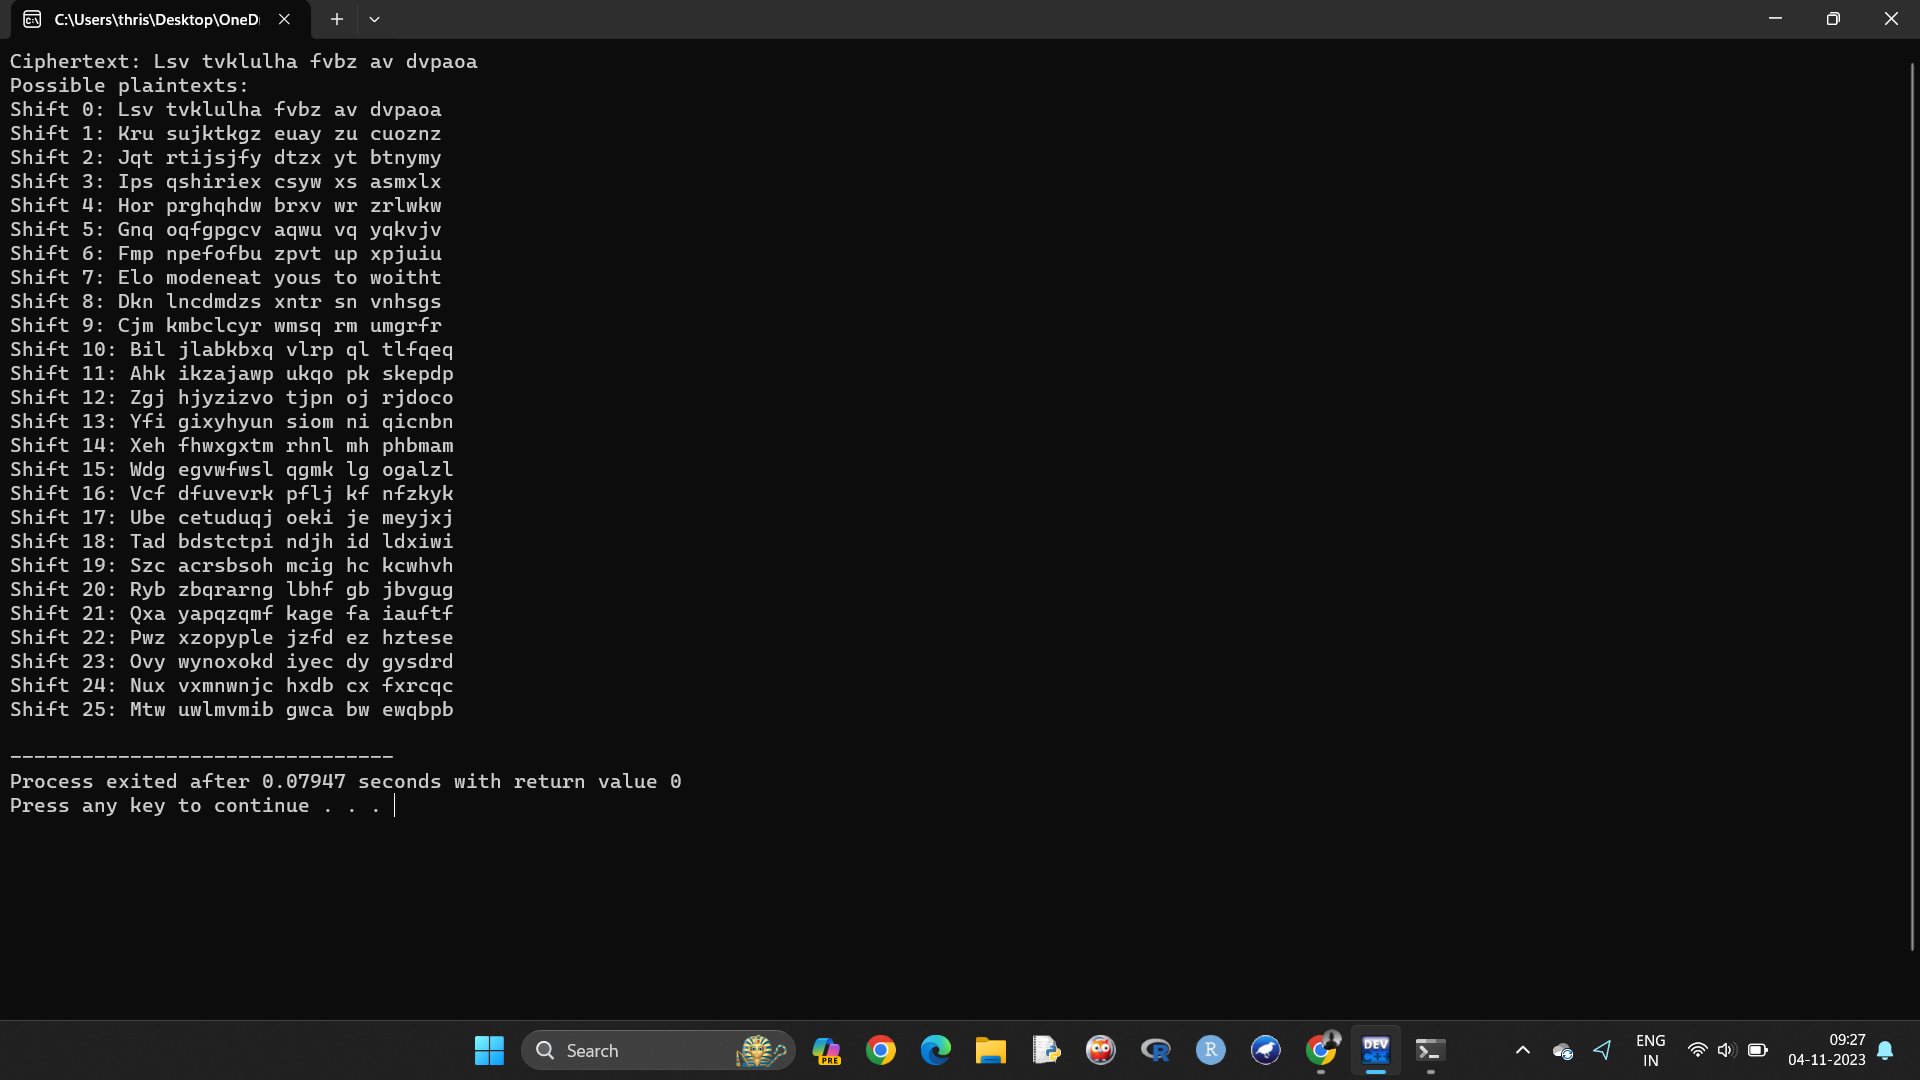 C:\Users\thris\Desktop\OneD
Ciphertext: Lsv tvklulha fvbz av dvpaoa
Possible plaintexts:
Shift 0: Lsv tvklulha fvbz av dvpaoa
Shift 1: Kru sujktkgz euay zu cuoznz
Shift 2: Jqt rtijsjfy dtzx yt btnymy
Shift 3: Ips qshiriex csyw xs asmxlx
Shift 4: Hor prghqhdw brxv wr zrlwkw
Shift 5: Gnq oqfgpgcv aqwu vq yqkvjv
Shift 6: Fmp npefofbu zpvt up xpjuiu
Shift 7: Elo modeneat yous to woitht
Shift 8: Dkn lncdmdzs xntr sn vnhsgs
Shift 9: Cjm kmbclcyr wmsq rm umgrfr
Shift 10: Bil jlabkbxq vlrp ql tlfqeq
Shift 11: Ahk ikzajawp ukqo pk skepdp
Shift 12: Zgj hjyzizvo tjpn oj rjdoco
Shift 13: Yfi gixyhyun siom ni qicnbn
Shift 14: Xeh fhwxgxtm rhnl mh phbmam
Shift 15: Wdg egvwfwsl qgmk lg ogalzl
Shift 16: Vcf dfuvevrk pflj kf nfzkyk
Shift 17: Ube cetuduqj oeki je meyjxj
Shift 18: Tad bdstctpi ndjh id ldxiwi
Shift 19: Szc acrsbsoh mcig hc kcwhvh
Shift 20: Ryb zbqrarng lbhf gb jbvgug
Shift 21: Qxa yapqzqmf kage fa iauftf
Shift 22: Pwz xzopyple jzfd ez hztese
Shift 23: Ovy wynoxokd iyec dy gysdrd
Shift 24: Nux vxmnwnjc hxdb cx fxrcqc
Shift 25: Mtw uwlmvmib gwca bw ewqbpb
--------------------------------
Process exited after 0.07947 seconds with return value 0
Press any key to continue . . .
Search
PRE
R
R
DEV
C++
ENG
IN
09:27
04-11-2023